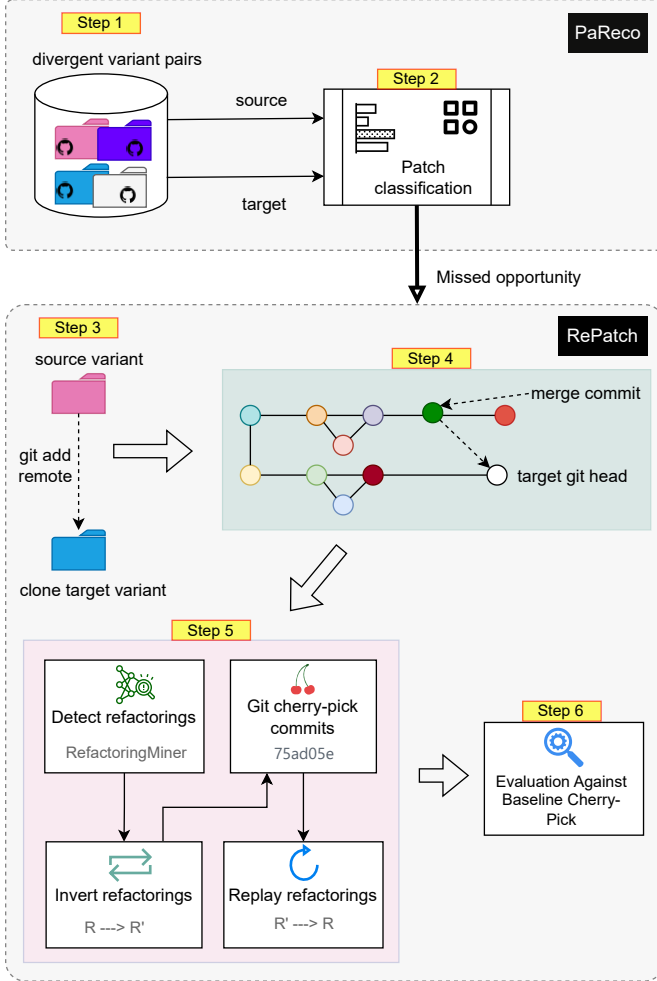 Step 1
PaReco
divergent variant pairs
Step 2
source
target
Patch
classification
Missed opportunity
Step 3
RePatch
source variant
Step 4
merge commit
git add
remote
target git head
clone target variant
Step 5
Detect refactorings
RefactoringMiner
Git cherry-pick
commits
75ad05e
Step 6
Evaluation Against
Baseline Cherry-
Pick
Invert refactorings
R ---> R'
Replay refactorings
R' ---> R